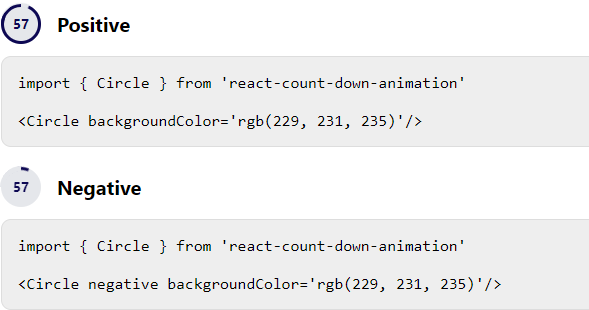 57 Positive
import { Circle } from 'react-count-down-animation'
<Circle backgroundColor='rgb(229, 231, 235)'/>
57 Negative
import { Circle } from 'react-count-down-animation'
<Circle negative backgroundColor='rgb(229, 231, 235)'/>